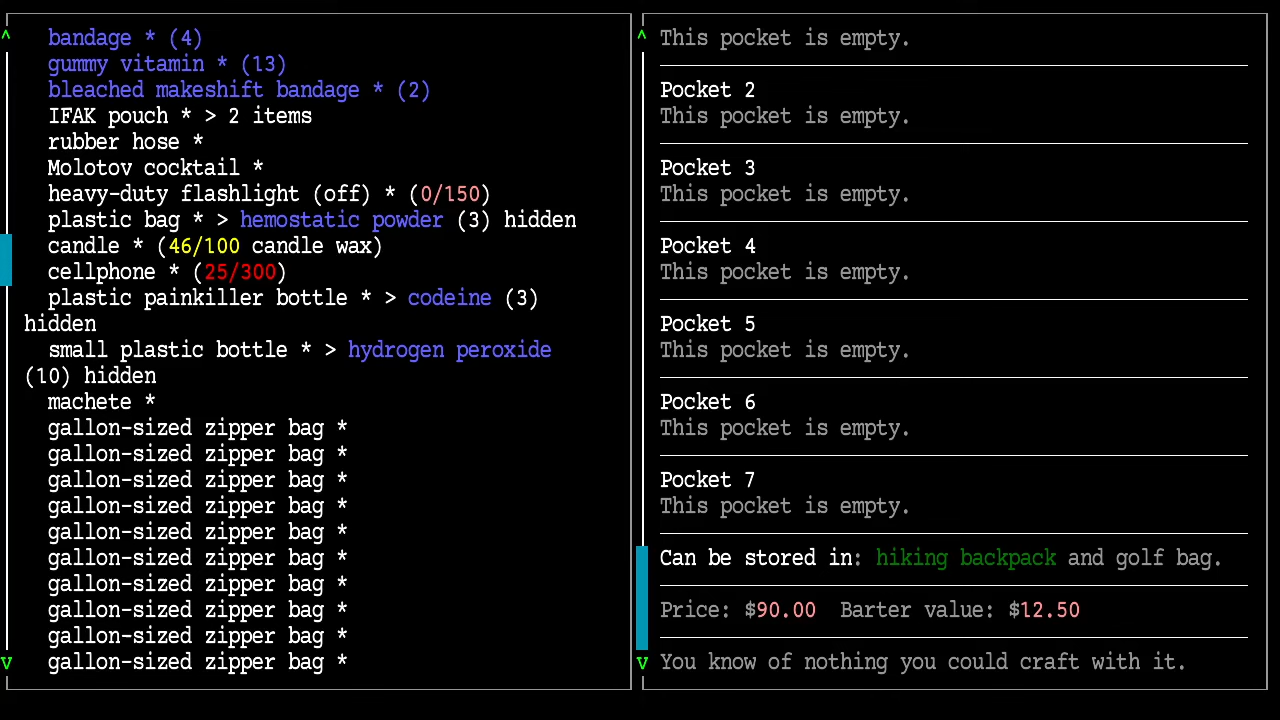 bandage * (4)
gummy vitamin * (13)
bleached makeshift bandage * (2)
IFAK pouch * > 2 items
rubber hose *
Molotov cocktail *
heavy-duty flashlight (off) * (0/150)
plastic bag * > hemostatic powder (3) hidden
candle * (46/100 candle wax)
cellphone * (25/300)
plastic painkiller bottle * > codeine (3)
hidden
small plastic bottle * > hydrogen peroxide
(10) hidden
machete *
gallon-sized zipper bag *
gallon-sized zipper bag *
gallon-sized zipper bag *
gallon-sized zipper bag *
gallon-sized zipper bag *
gallon-sized zipper bag *
gallon-sized zipper bag *
gallon-sized zipper bag *
gallon-sized zipper bag *
gallon-sized zipper bag *
This pocket is empty.
Pocket 2
This pocket is empty.
Pocket 3
This pocket is empty.
Pocket 4
This pocket is empty.
Pocket 5
This pocket is empty.
Pocket 6
This pocket is empty.
Pocket 7
This pocket is empty.
Can be stored in: hiking backpack and golf bag.
Price: $90.00 Barter value: $12.50
You know of nothing you could craft with it.